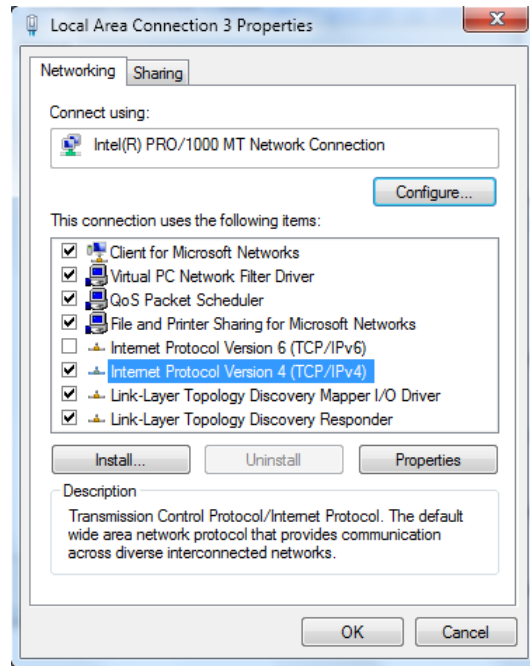 Local Area Connection 3 Properties
Networking
Sharing
Connect using:
Intel(R) PRO/1000 MT Network Connection
Configure...
This connection uses the following items:
Client for Microsoft Networks
Virtual PC Network Filter Driver
QoS Packet Scheduler
File and Printer Sharing for Microsoft Networks
Internet Protocol Version 6 (TCP/IPv6)
Internet Protocol Version 4 (TCP/IPv4)
Link-Layer Topology Discovery Mapper I/O Driver
Link-Layer Topology Discovery Responder
Install...
Uninstall
Properties
Description
Transmission Control Protocol/Internet Protocol. The default
wide area network protocol that provides communication
across diverse interconnected networks.
OK
Cancel